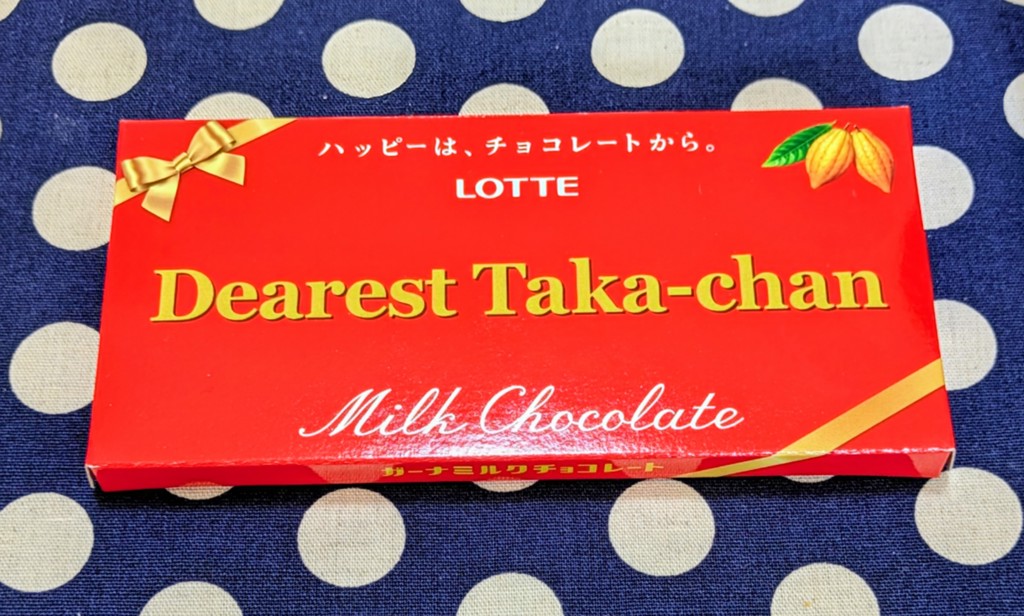 ハッピーは、チョコレートから。
LOTTE
Dearest Taka-chan
Milk Chocolate
ガーナミルクチョコレート